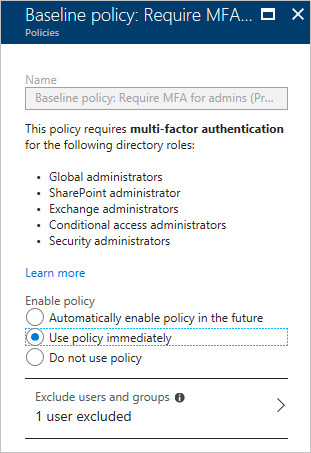 Baseline policy: Require MFA...
Policies
Name
Baseline policy: Require MFA for admins (Pr...
This policy requires multi-factor authentication
for the following directory roles:
• Global administrators
• SharePoint administrator
• Exchange administrators
• Conditional access administrators
• Security administrators
Learn more
Enable policy
Automatically enable policy in the future
Use policy immediately
Do not use policy
Exclude users and groups
1 user excluded